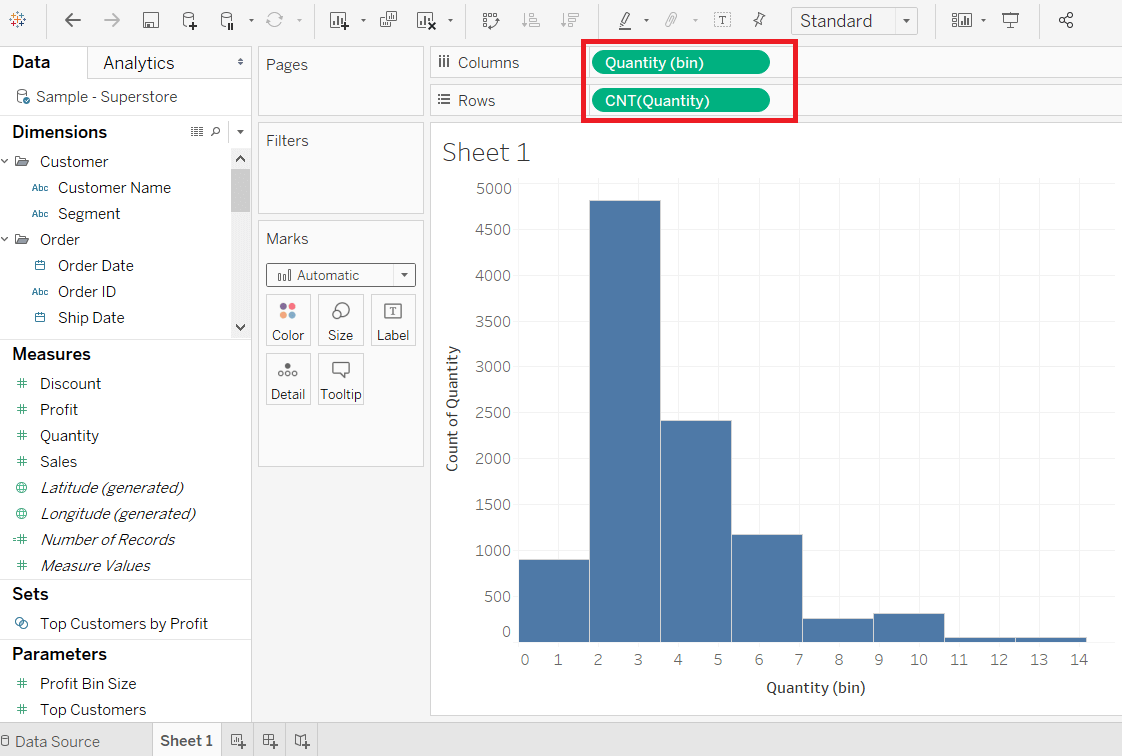 Standard
Data
Analytics
Sample - Superstore
Dimensions
Customer
Abc Customer Name
Abc Segment
Order
Order Date
Abc Order ID
Ship Date
Measures
# Discount
# Profit
# Quantity
# Sales
Latitude (generated)
Longitude (generated)
=# Number of Records
# Measure Values
Sets
Top Customers by Profit
Parameters
# Profit Bin Size
# Top Customers
Pages
Filters
Marks
Automatic
Color
Size
T
Label
Detail
Tooltip
Columns
Quantity (bin)
Rows
CNT(Quantity)
Sheet 1
Count of Quantity
5000
4500
4000
3500
3000
2500
2000
1500
1000
500
0
0 1 2 3 4 5 6 7 8 9 10 11 12 13 14
Quantity (bin)
Data Source
Sheet 1